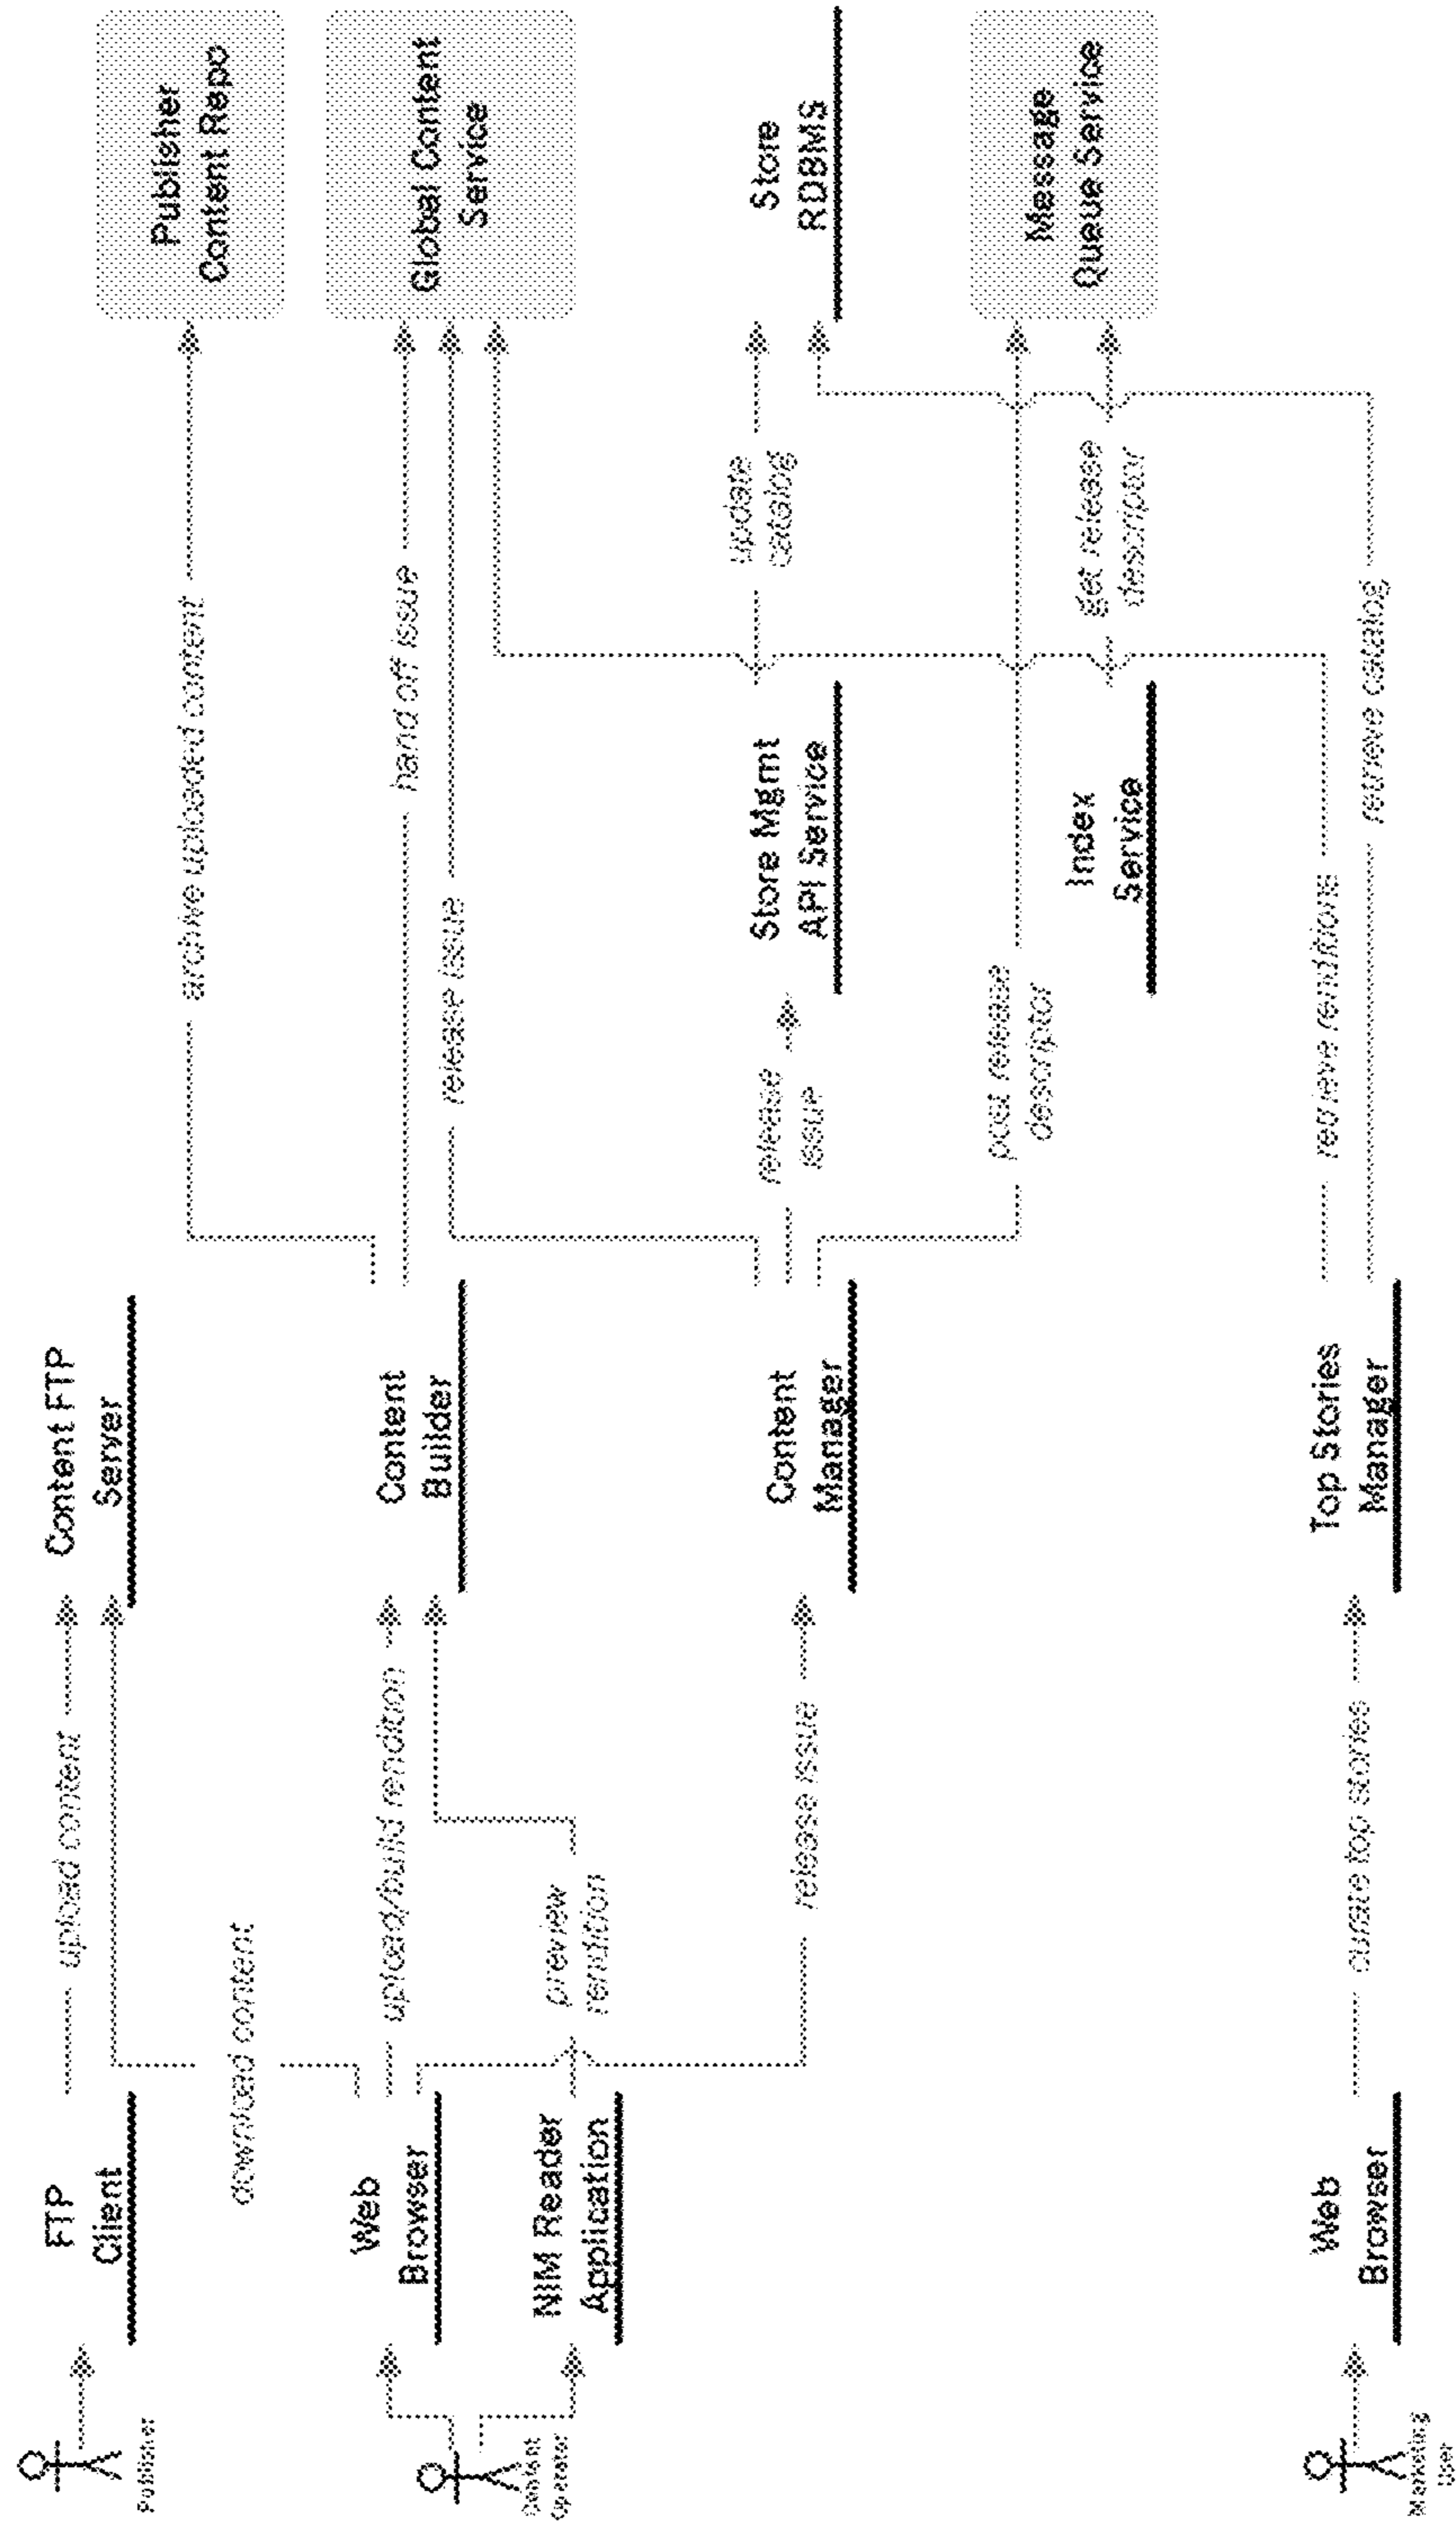 Publisher
FTP
Client
upload content
Content FTP
Server
download content
archive uploaded content
Publisher
Content Repo
Content
Operator
Web
Browser
upload/build rendition
Content
Builder
hand off issue
release issue
Global Content
Service
NIM Reader
Application
preview
rendition
release issue
Content
Manager
release
issue
Store Mgmt
API Service
update
catalog
Store
RDBMS
post release
descriptor
Index
Service
get release
descriptor
Message
Queue Service
Marketing
User
Web
Browser
curate top stories
Top Stories
Manager
retrieve renditions
retrieve catalog